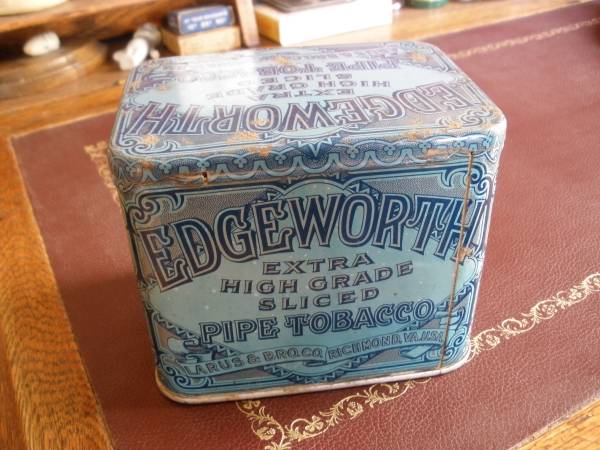 EDGEWORTH
EXTRA
HIGH GRADE
SLICED
PIPE TOBACCO
EDGEWORTH
EXTRA
HIGH GRADE
SLICED
PIPE TOBACCO
LARUS & BRO. CO. RICHMOND, VA. U.S.A.